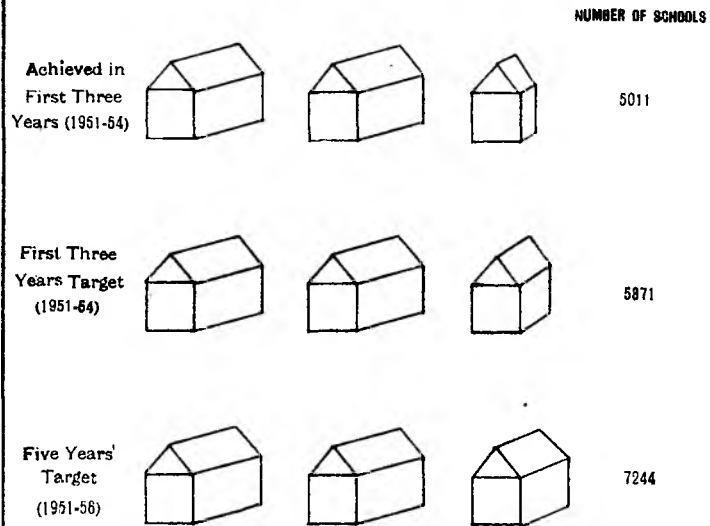 NUMBER OF SCHOOLS
Achieved in
First Three
Years (1951-54)
5011
First Three
Years Target
(1951-54)
5871
Five Years'
Target
(1951-56)
7244